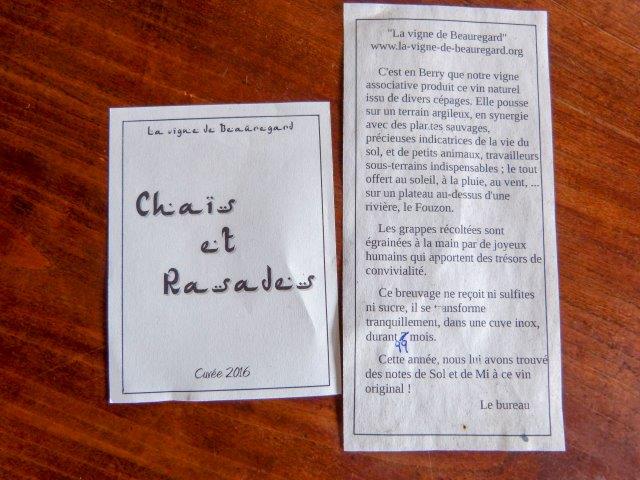 La vigne de Beauregard
Chaïs
et
Rasades
Cuvée 2016
"La vigne de Beauregard"
www.la-vigne-de-beauregard.org
C'est en Berry que notre vigne
associative produit ce vin naturel
issu de divers cépages. Elle pousse
sur un terrain argileux, en synergie
avec des plantes sauvages,
précieuses indicatrices de la vie du
sol, et de petits animaux, travailleurs
sous-terrains indispensables ; le tout
offert au soleil, à la pluie, au vent, ...
sur un plateau au-dessus d'une
rivière, le Fouzon.
Les grappes récoltées sont
égrainées à la main par de joyeux
humains qui apportent des trésors de
convivialité.
Ce breuvage ne reçoit ni sulfites
ni sucre, il se transforme
tranquillement, dans une cuve inox,
durant mois.
Cette année, nous lui avons trouvé
des notes de Sol et de Mi à ce vin
original !
Le bureau